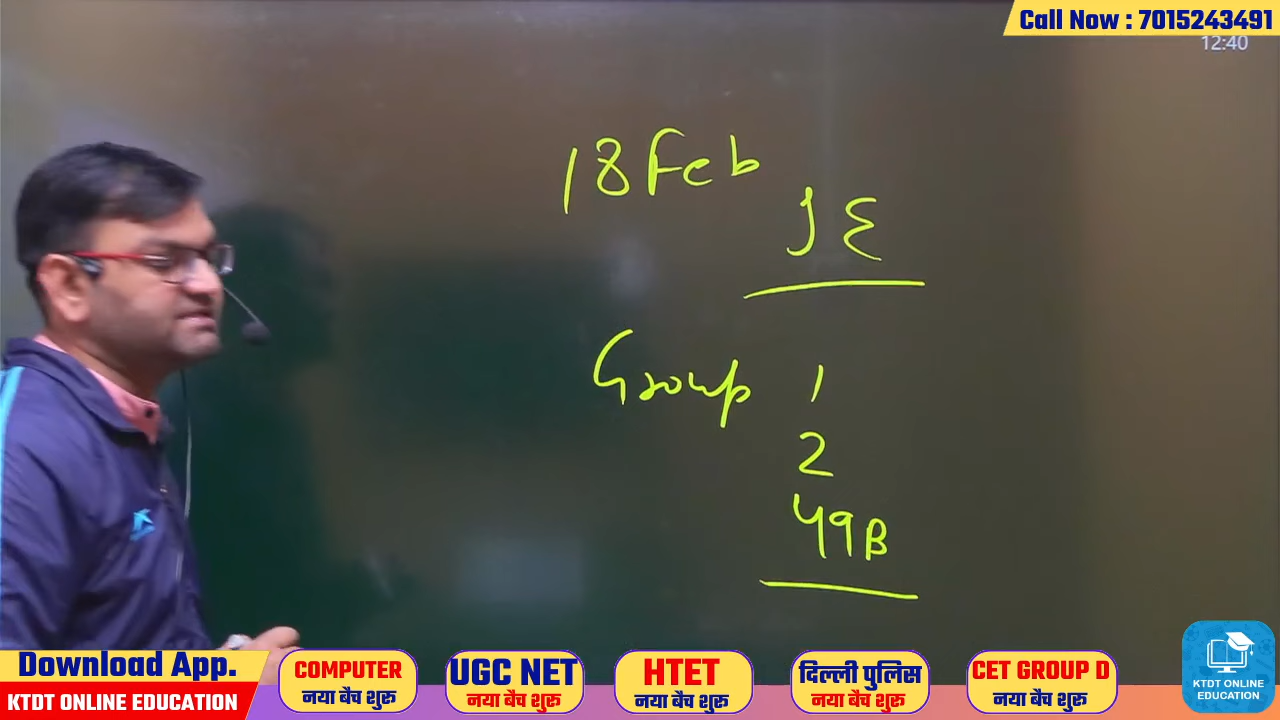 Call Now : 7015243491
12:40
18 Feb
JE
Group 1
2
49B
Download App.
KTDT ONLINE EDUCATION
COMPUTER
नया बैच शुरू
UGC NET
नया बैच शुरू
HTET
नया बैच शुरू
दिल्ली पुलिस
नया बैच शुरू
CET GROUP D
नया बैच शुरू
KTDT ONLINE
EDUCATION